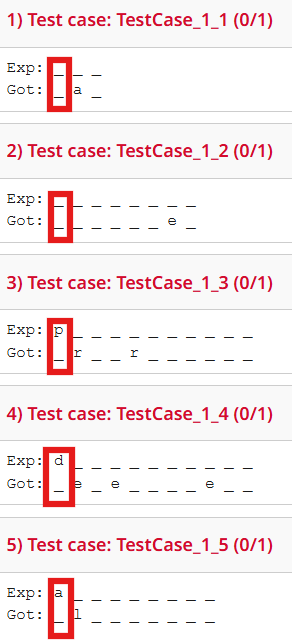 1) Test case: TestCase_1_1 (0/1)
Exp: _ _ _
Got: _ a _
2) Test case: TestCase_1_2 (0/1)
Exp: _ _ _ _ _ _ _ _
Got: _ _ _ _ _ _ e _
3) Test case: TestCase_1_3 (0/1)
Exp: p _ _ _ _ _ _ _ _ _ _
Got: _ r _ _ r _ _ _ _ _ _
4) Test case: TestCase_1_4 (0/1)
Exp: d _ _ _ _ _ _ _ _ _ _
Got: _ e _ e _ _ _ _ e _ _
5) Test case: TestCase_1_5 (0/1)
Exp: a _ _ _ _ _ _ _ _
Got: _ l _ _ _ _ _ _ _